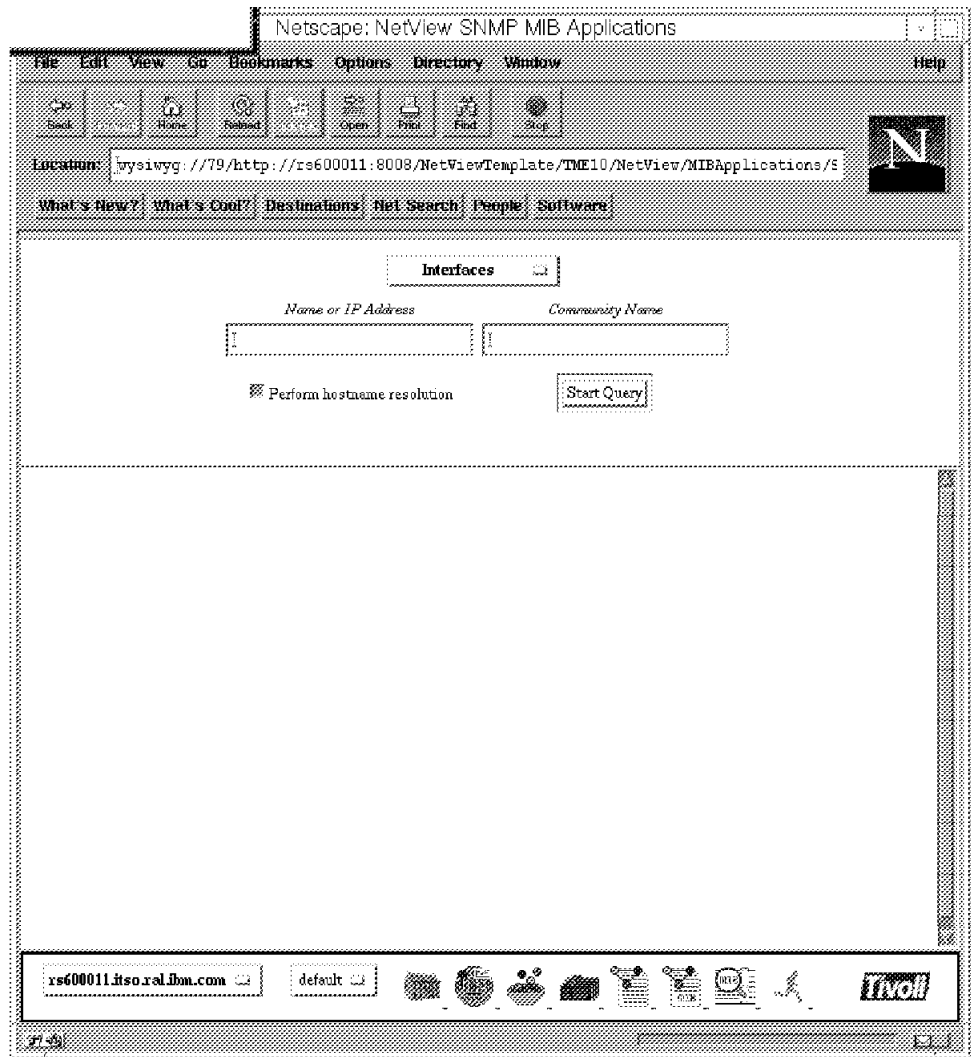 Netscape: NetView SNMP MIB Applications
File Edit View Go Bookmarks Options Directory Window Help
Back Home Reload Open Print Find Stop
Location: wysiwyg://79/http://rs600011:8008/NetViewTemplate/TME10/NetView/MIBApplications/S
N
What's New? What's Cool? Destinations Net Search People Software
Interfaces
Name or IP Address Community Name
Perform hostname resolution Start Query
rs600011.itso.ral.ibm.com default MIB Tivoli